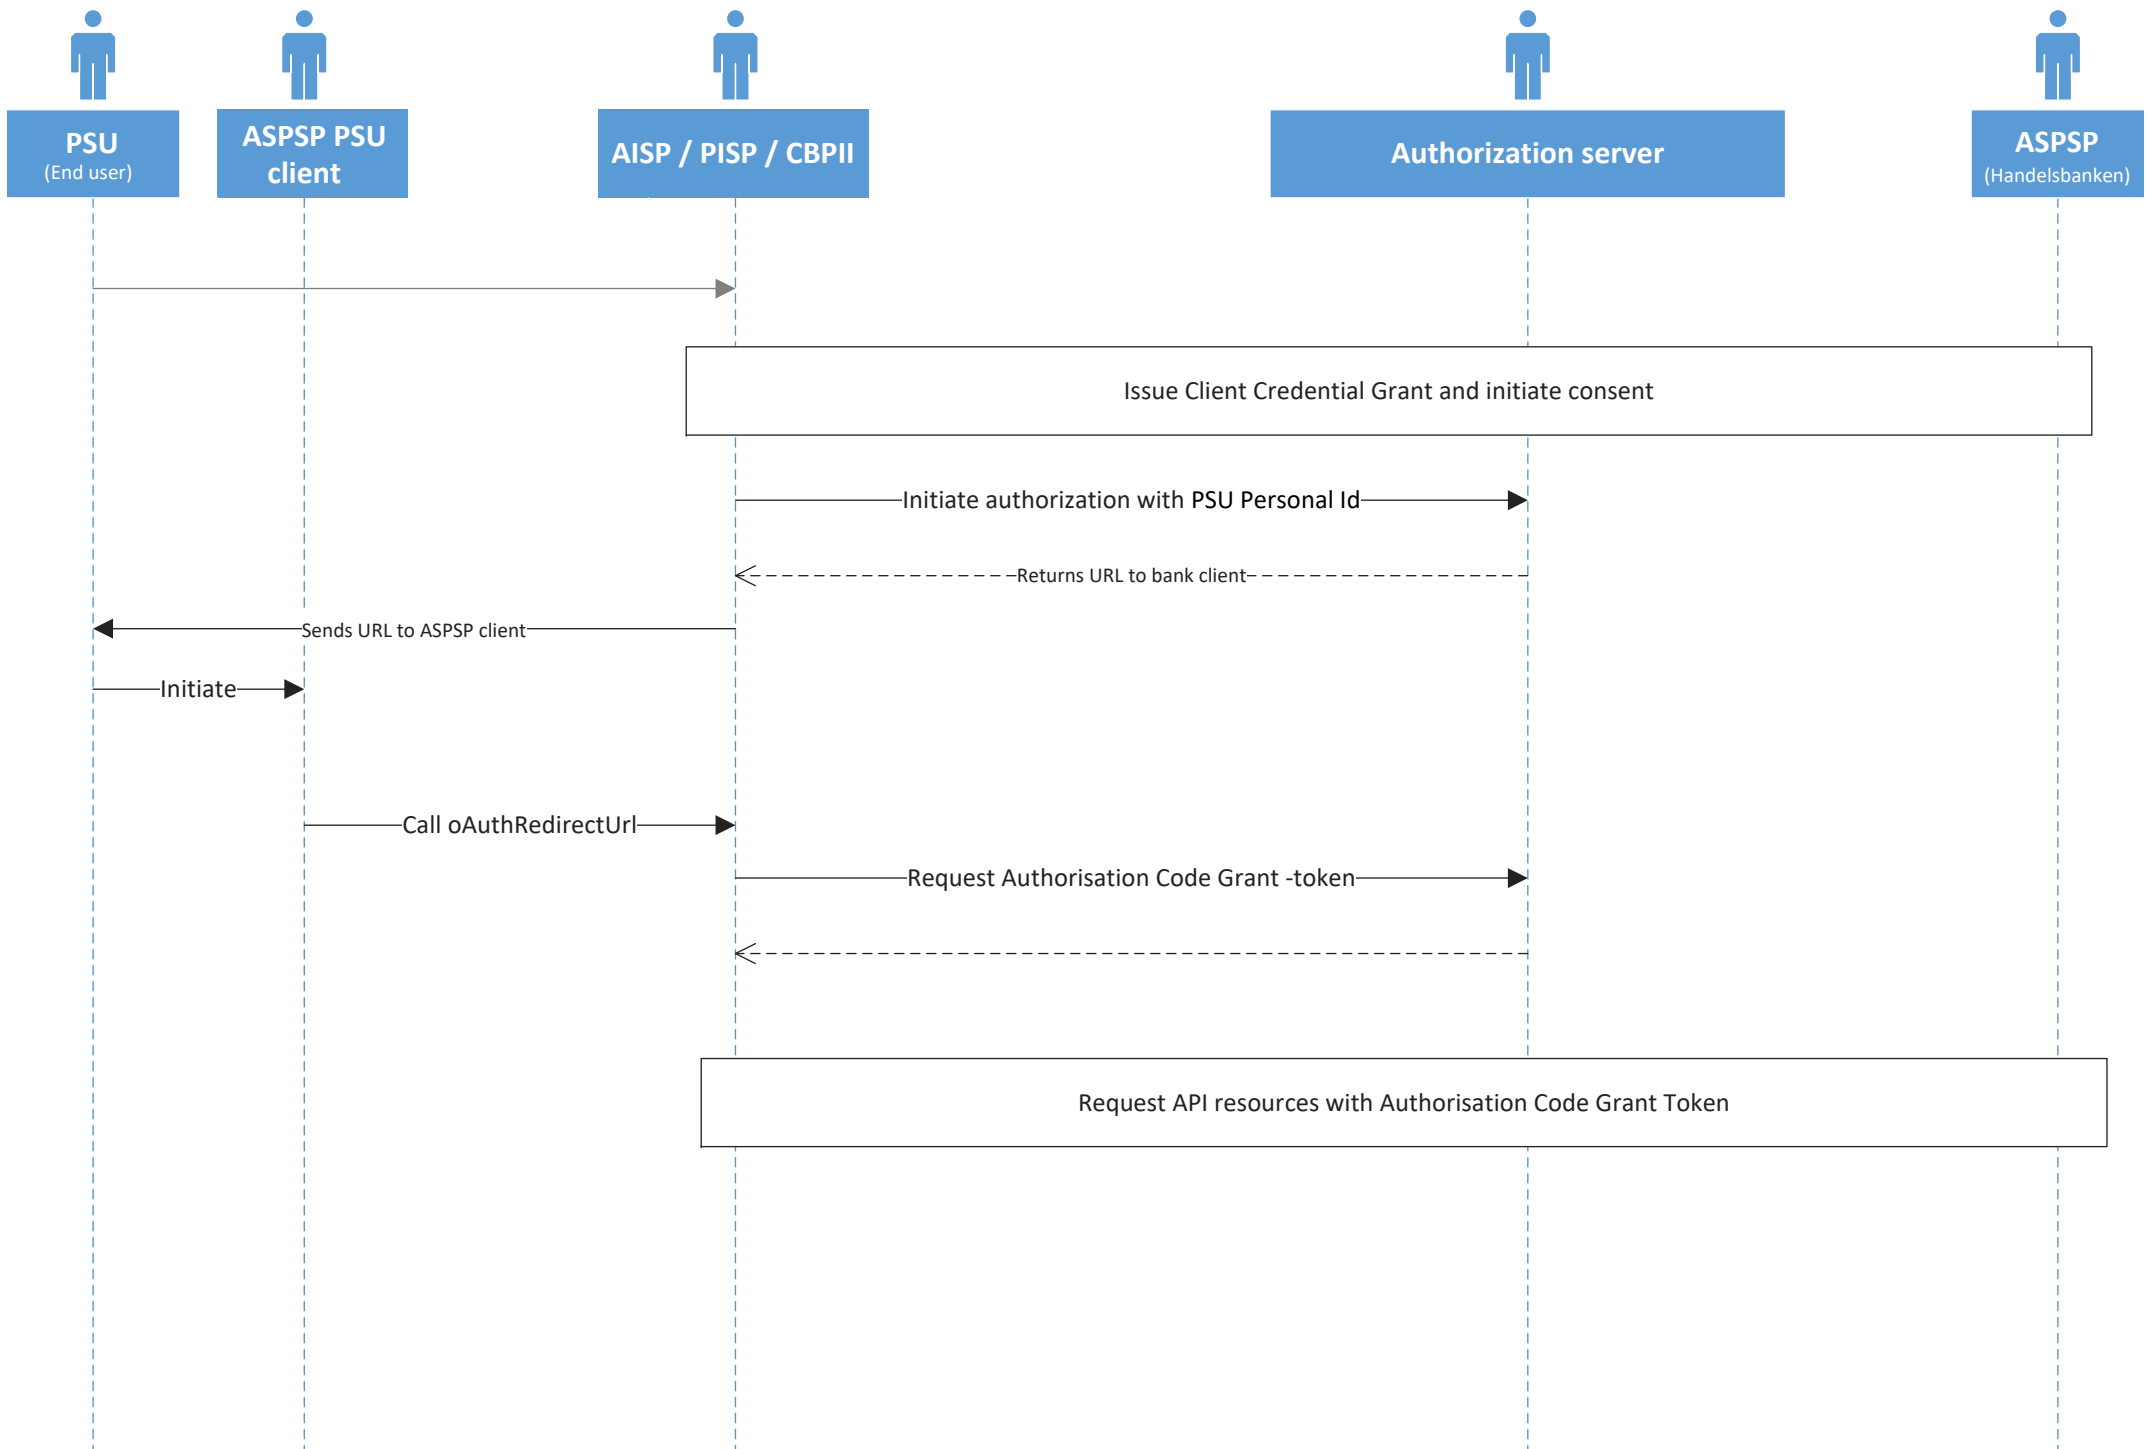 PSU
(End user)
ASPSP PSU
client
AISP / PISP / CBPII
Authorization server
ASPSP
(Handelsbanken)
Issue Client Credential Grant and initiate consent
Initiate authorization with PSU Personal Id
Returns URL to bank client
Sends URL to ASPSP client
Initiate
Call oAuthRedirectUrl
Request Authorisation Code Grant -token
Request API resources with Authorisation Code Grant Token